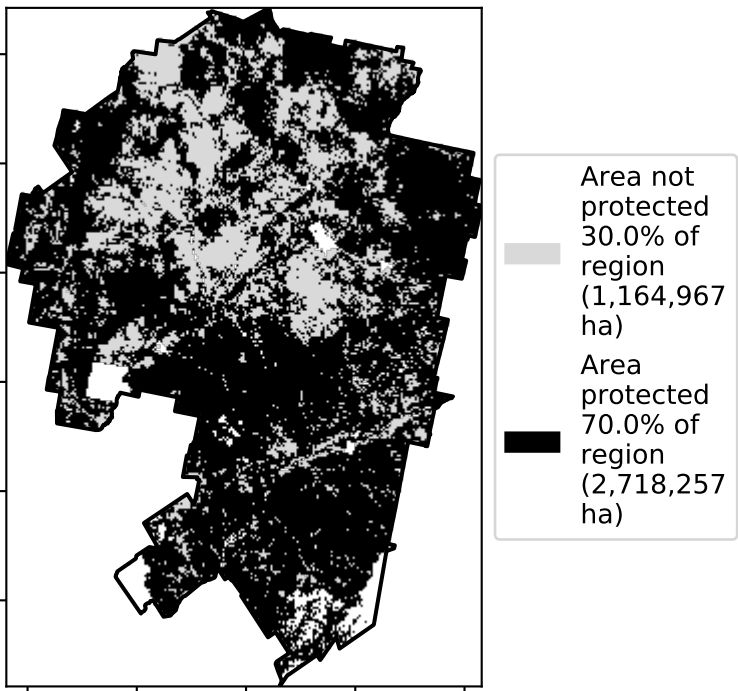 Area not
protected
30.0% of
region
(1,164,967
ha)
Area
protected
70.0% of
region
(2,718,257
ha)